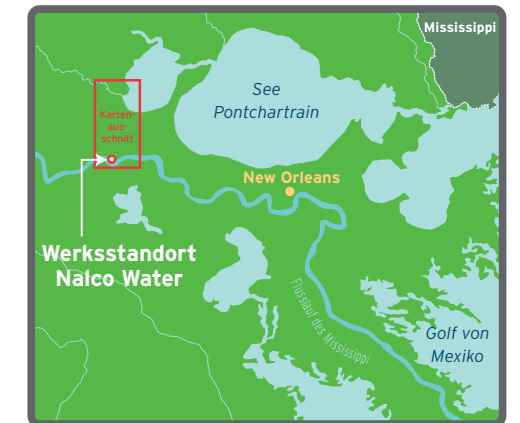 Mississippi
See
Pontchartrain
Karten-
aus-
schnitt
New Orleans
Werksstandort
Nalco Water
Flusslauf des Mississippi
Golf von
Mexiko